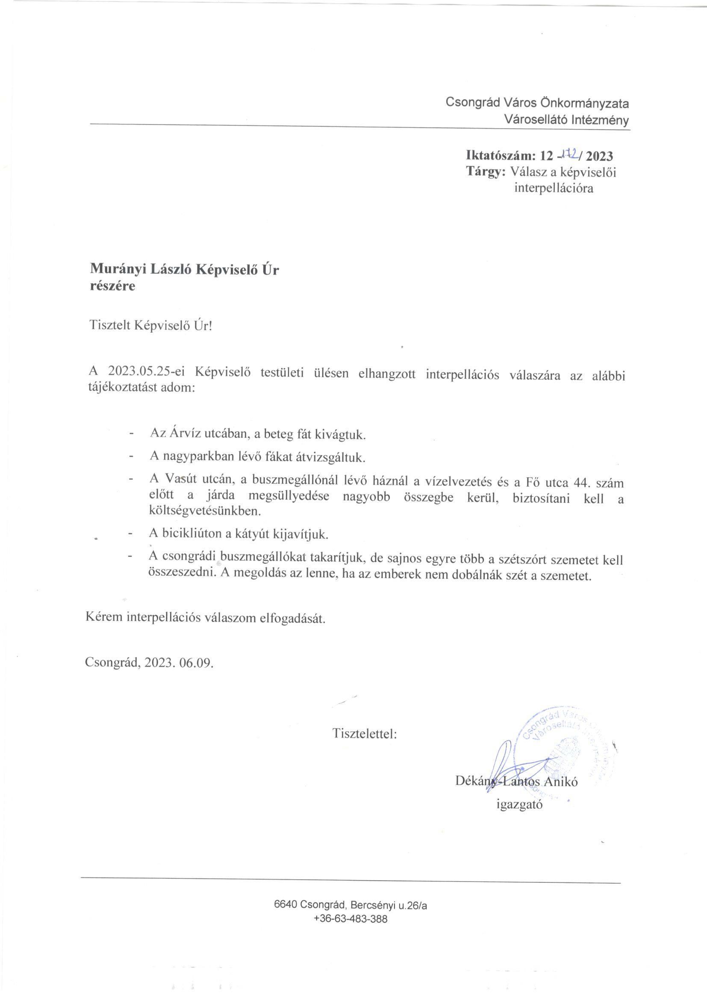 Csongrád Város Önkormányzata
Városellátó Intézmény
Iktatószám: 12 -172/ 2023
Tárgy: Válasz a képviselői
interpellációra
Murányi László Képviselő Úr
részére
Tisztelt Képviselő Úr!
A 2023.05.25-ei Képviselő testületi ülésen elhangzott interpellációs válaszára az alábbi
tájékoztatást adom:
- Az Árvíz utcában, a beteg fát kivágtuk.
- A nagyparkban lévő fákat átvizsgáltuk.
- A Vasút utcán, a buszmegállónál lévő háznál a vízelvezetés és a Fő utca 44. szám
előtt a járda megsüllyedése nagyobb összegbe kerül, biztosítani kell a
költségvetésünkben.
- A bicikliúton a kátyút kijavítjuk.
- A csongrádi buszmegállókat takarítjuk, de sajnos egyre több a szétszórt szemetet kell
összeszedni. A megoldás az lenne, ha az emberek nem dobálnák szét a szemetet.
Kérem interpellációs válaszom elfogadását.
Csongrád, 2023. 06.09.
Tisztelettel:
Csongrád Város
Városellátó
Dékány-Lantos Anikó
igazgató
6640 Csongrád, Bercsényi u.26/a
+36-63-483-388